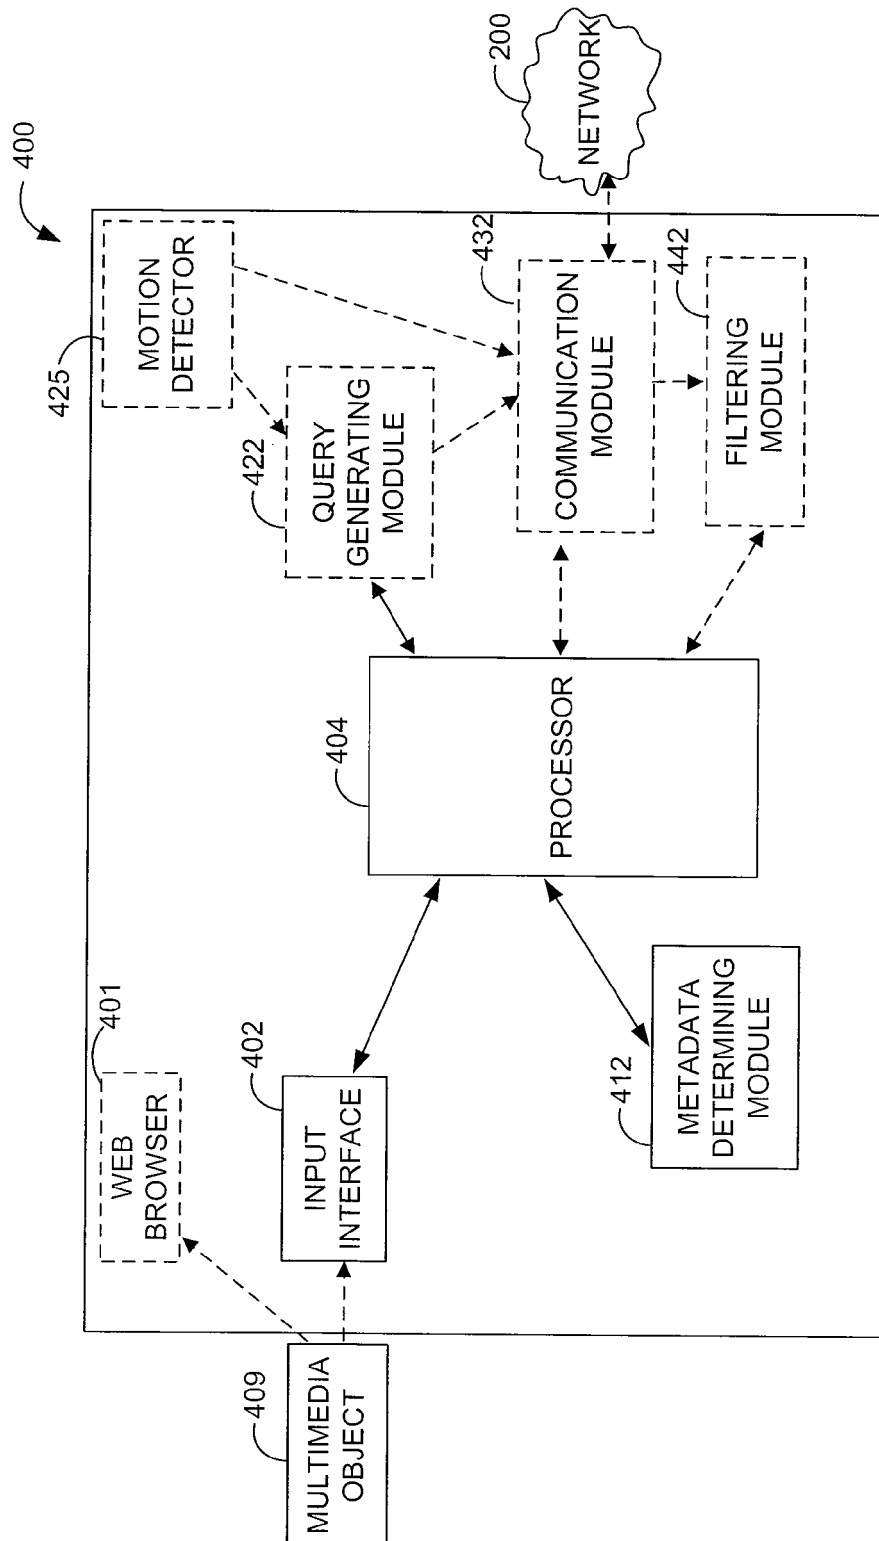 400
MULTIMEDIA
OBJECT
409
WEB
BROWSER
401
INPUT
INTERFACE
402
METADATA
DETERMINING
MODULE
412
PROCESSOR
404
MOTION
DETECTOR
425
QUERY
GENERATING
MODULE
422
COMMUNICATION
MODULE
432
FILTERING
MODULE
442
NETWORK
200